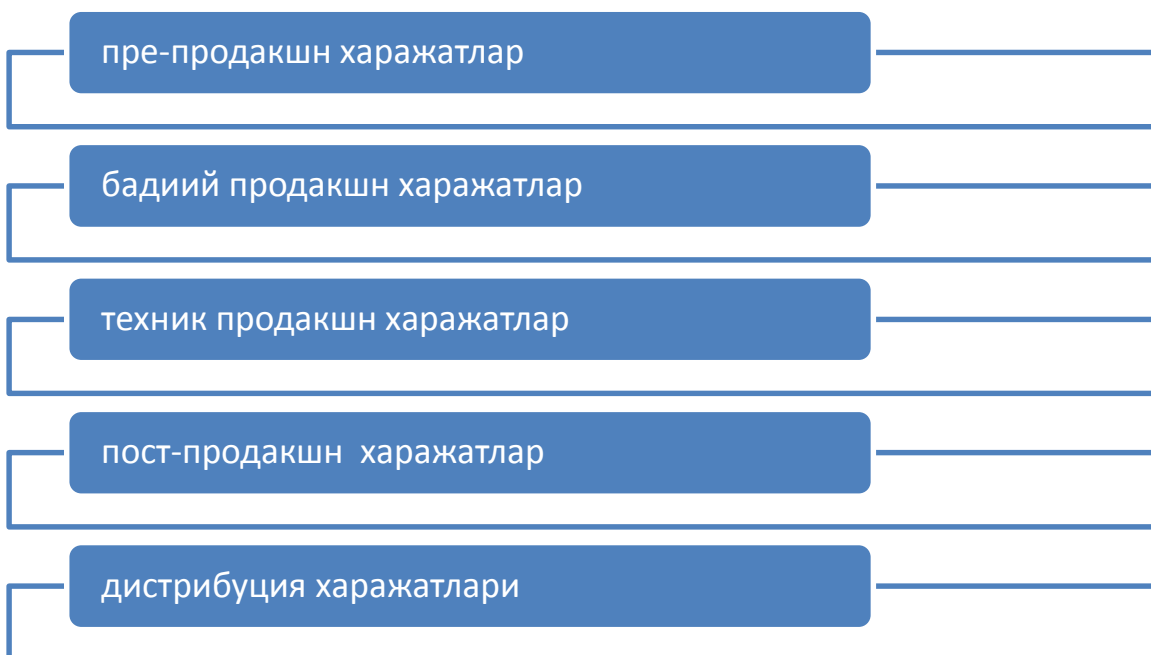 пре-продакшн харажатлар
бадиий продакшн харажатлар
техник продакшн харажатлар
пост-продакшн  харажатлар
дистрибуция харажатлари